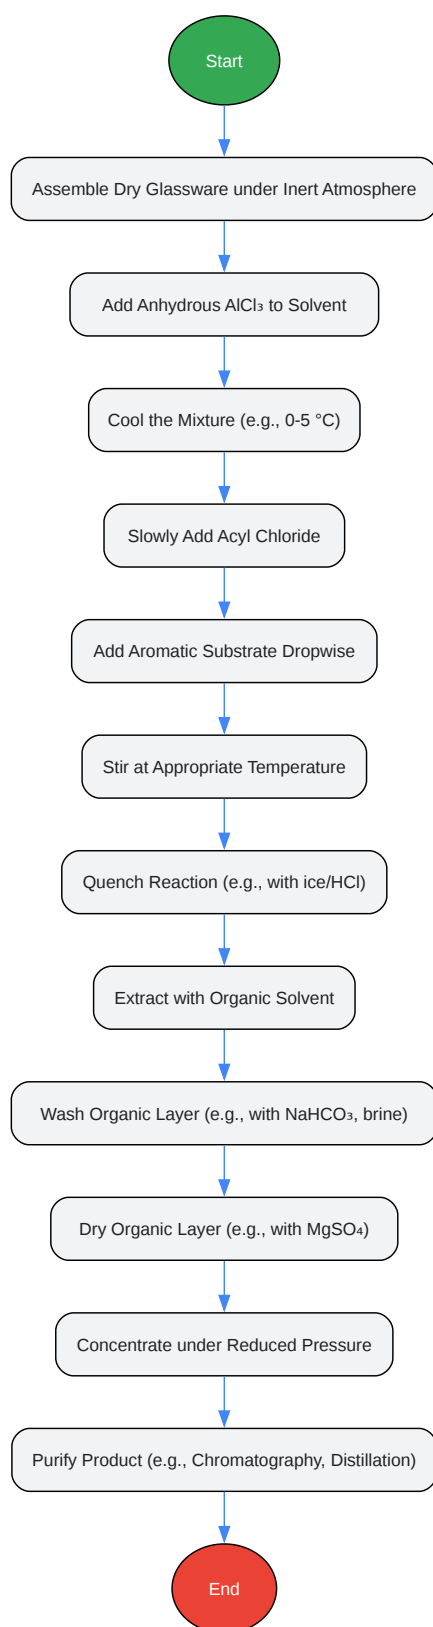 Start
Assemble Dry Glassware under Inert Atmosphere
Add Anhydrous AlCl₃ to Solvent
Cool the Mixture (e.g., 0-5 °C)
Slowly Add Acyl Chloride
Add Aromatic Substrate Dropwise
Stir at Appropriate Temperature
Quench Reaction (e.g., with ice/HCl)
Extract with Organic Solvent
Wash Organic Layer (e.g., with NaHCO₃, brine)
Dry Organic Layer (e.g., with MgSO₄)
Concentrate under Reduced Pressure
Purify Product (e.g., Chromatography, Distillation)
End